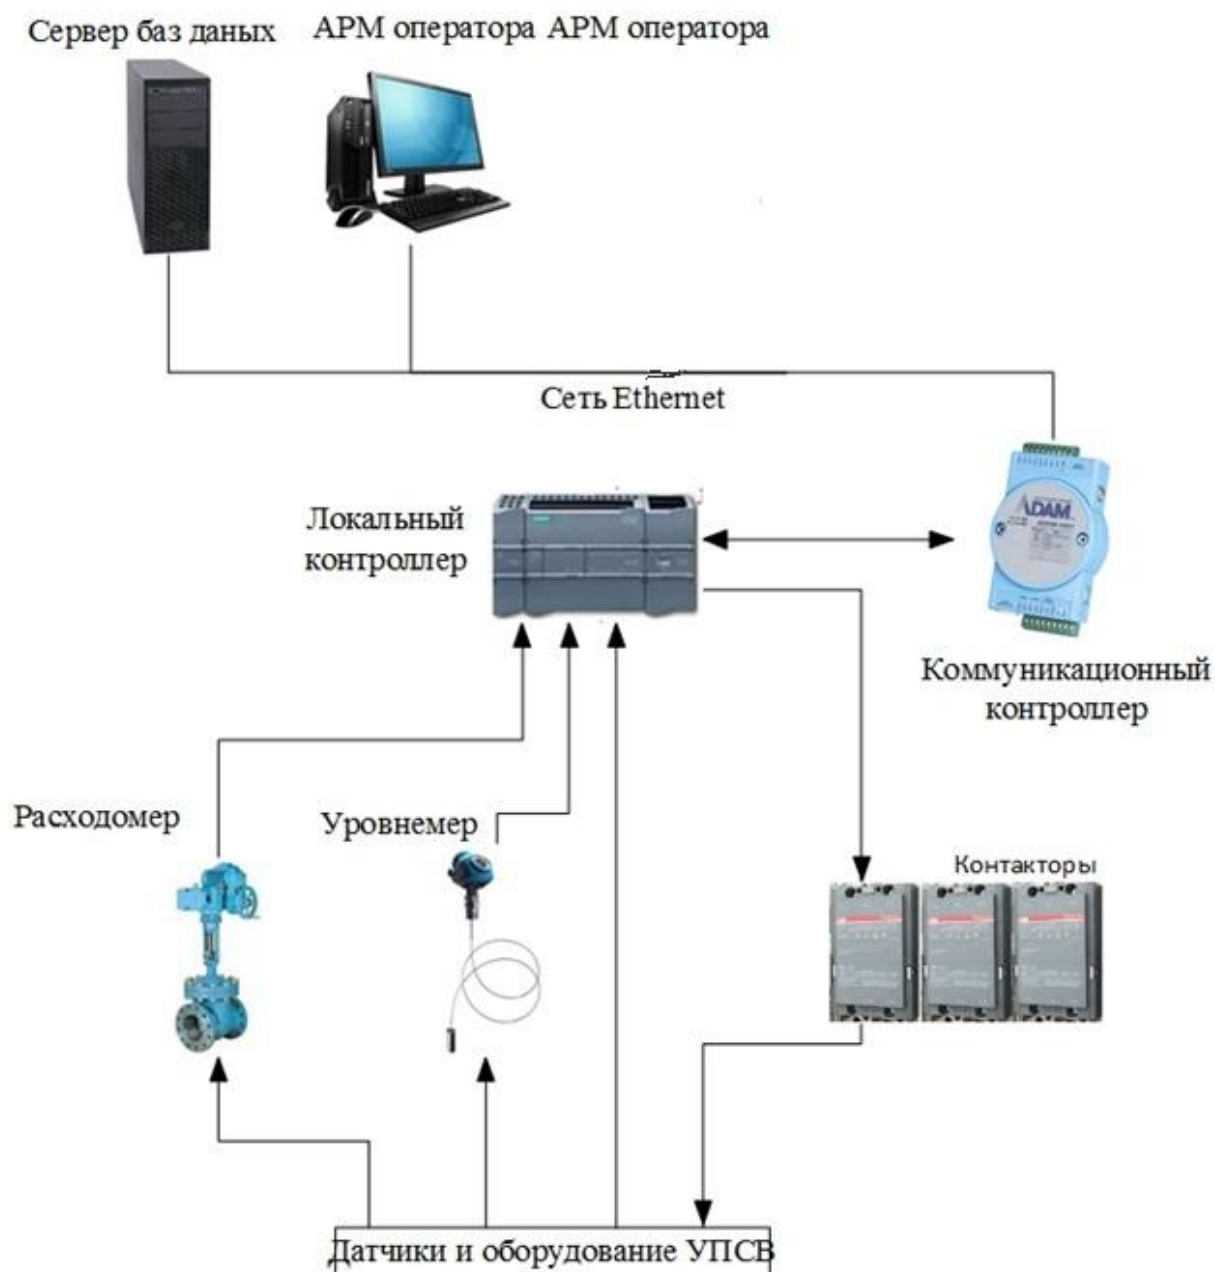 Сервер баз даных
АРМ оператора АРМ оператора
Сеть Ethernet
Локальный
контроллер
ADAM
Коммуникационный
контроллер
Расходомер
Уровнемер
Контакторы
Датчики и оборудование УПСВ